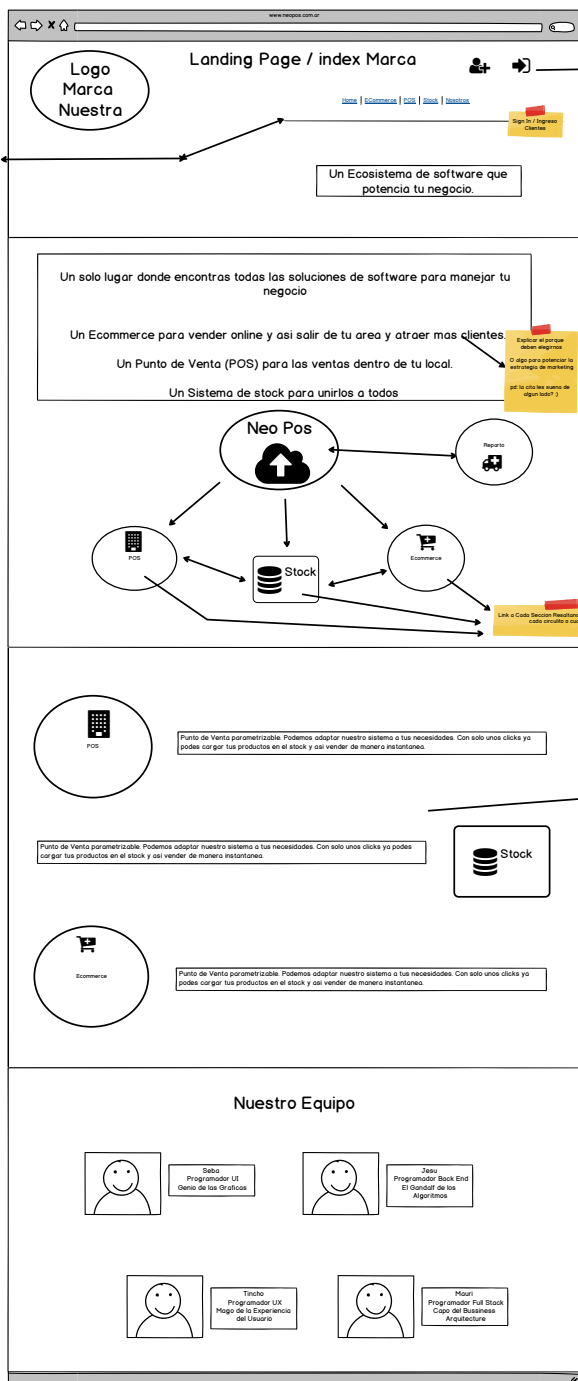 www.neopos.com.ar
Landing Page / index Marca
Logo
Marca
Nuestra
Home | ECommerce | POS | Stock | Nosotros
Sign In / Ingreso
Clientes
Un Ecosistema de software que
potencia tu negocio.
Un solo lugar donde encontras todas las soluciones de software para manejar tu
negocio
Un Ecommerce para vender online y asi salir de tu area y atraer mas clientes.
Un Punto de Venta (POS) para las ventas dentro de tu local.
Un Sistema de stock para unirlos a todos
Explicar el porque
deben elegirnos
O algo para potenciar la
estrategia de marketing
pd: la cita les suena de
algun lado? :)
Neo Pos
Reparto
POS
Stock
Ecommerce
Link a Cada Seccion Resaltand
cada circulito o cua
POS
Punto de Venta parametrizable. Podemos adaptar nuestro sistema a tus necesidades. Con solo unos clicks ya
podes cargar tus productos en el stock y asi vender de manera instantanea.
Punto de Venta parametrizable. Podemos adaptar nuestro sistema a tus necesidades. Con solo unos clicks ya podes
cargar tus productos en el stock y asi vender de manera instantanea.
Stock
Ecommerce
Punto de Venta parametrizable. Podemos adaptar nuestro sistema a tus necesidades. Con solo unos clicks ya
podes cargar tus productos en el stock y asi vender de manera instantanea.
Nuestro Equipo
Seba
Programador UI
Genio de las Graficas
Jesu
Programador Back End
El Gandalf de los
Algoritmos
Tincho
Programador UX
Mago de la Experiencia
del Usuario
Mauri
Programador Full Stack
Capo del Bussiness
Arquitecture